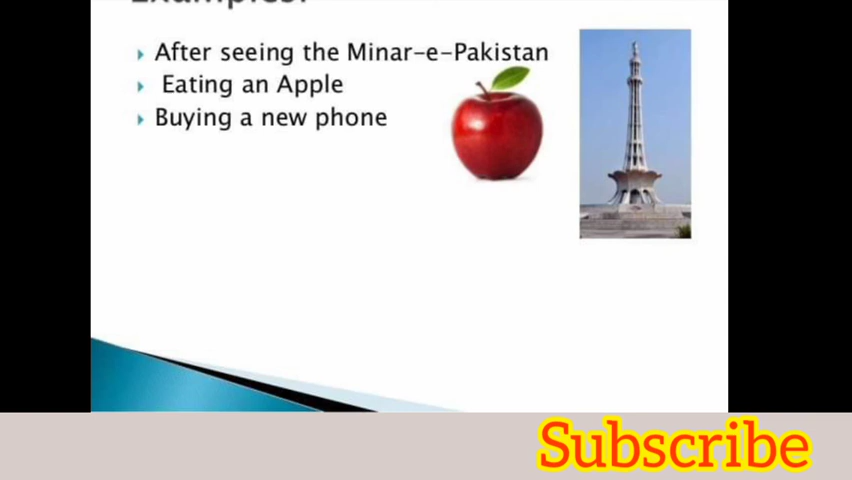 Examples:
After seeing the Minar-e-Pakistan
Eating an Apple
Buying a new phone
Subscribe